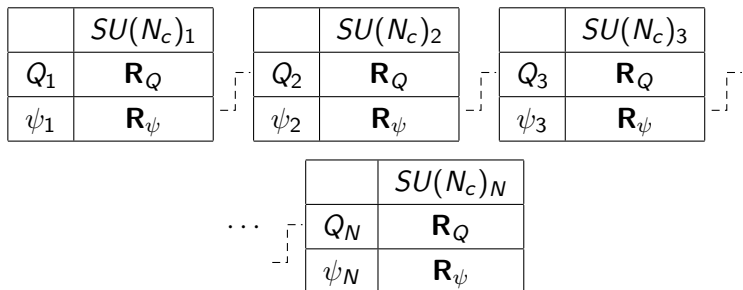 SU(N_c)_1 SU(N_c)_2 SU(N_c)_3
Q_1 R_Q Q_2 R_Q Q_3 R_Q
ψ_1 R_ψ ψ_2 R_ψ ψ_3 R_ψ
SU(N_c)_N
... Q_N R_Q
ψ_N R_ψ